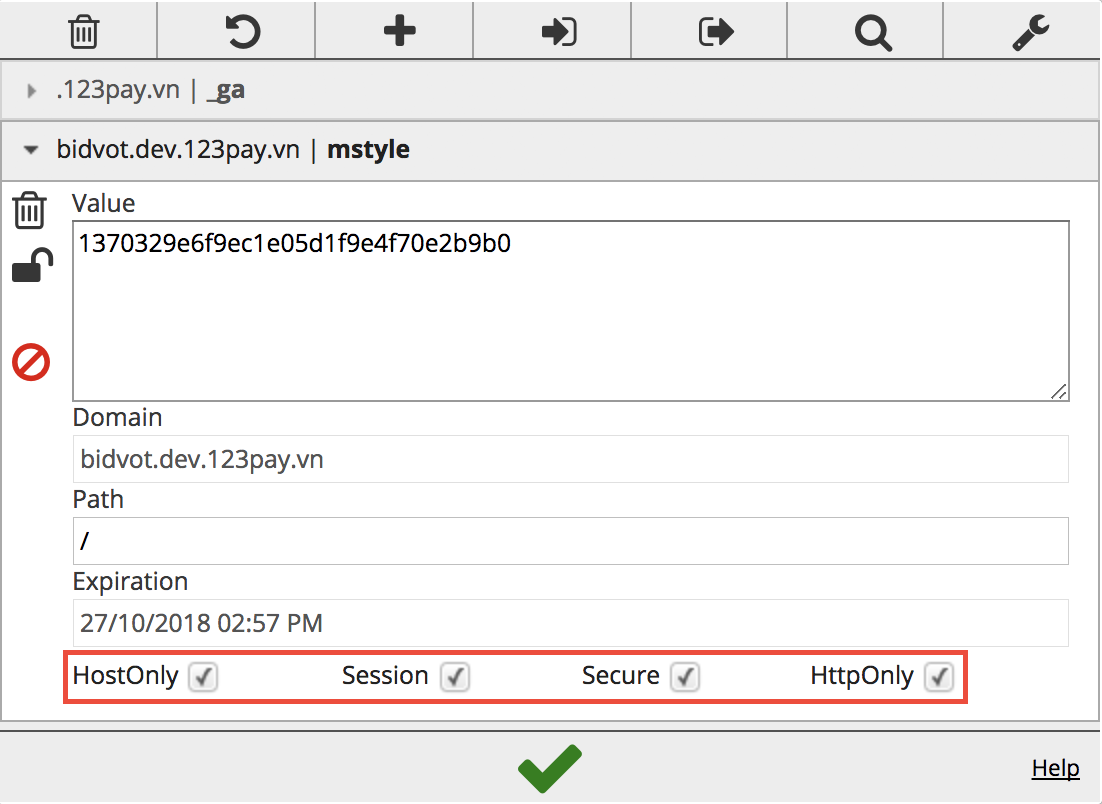 .123pay.vn | _ga
bidvot.dev.123pay.vn | mstyle
Value
1370329e6f9ec1e05d1f9e4f70e2b9b0
Domain
bidvot.dev.123pay.vn
Path
/
Expiration
27/10/2018 02:57 PM
HostOnly Session Secure HttpOnly
Help